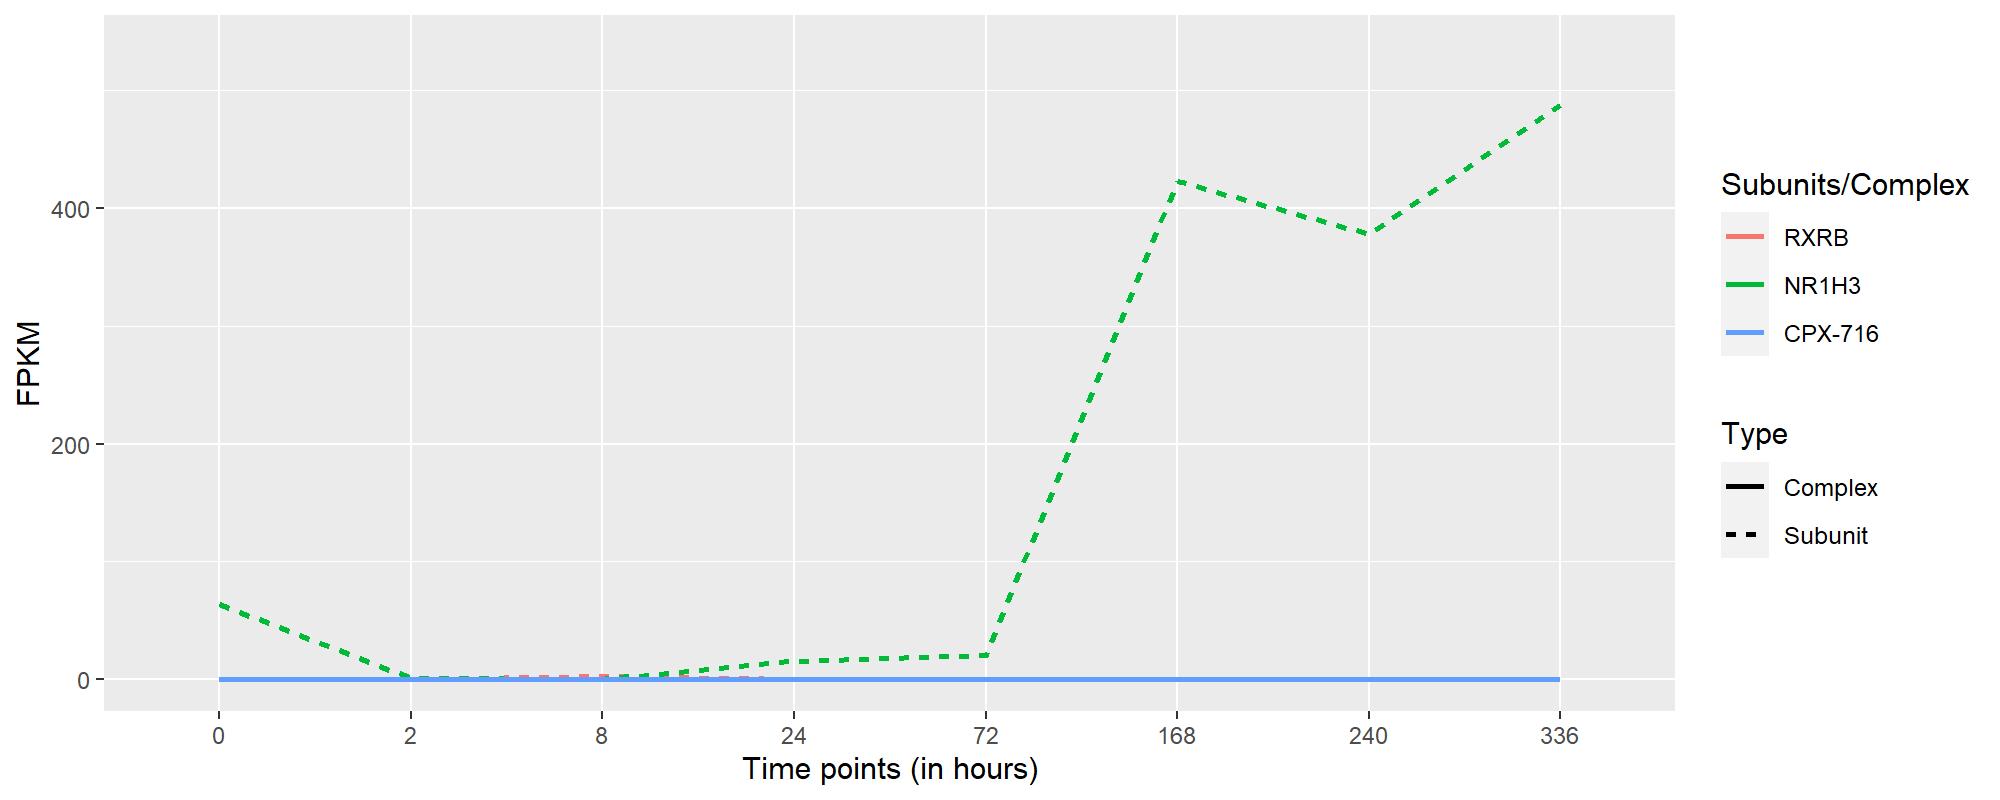 FPKM
400
200
0
0 2 8 24 72 168 240 336
Time points (in hours)
Subunits/Complex
RXRB
NR1H3
CPX-716
Type
Complex
Subunit